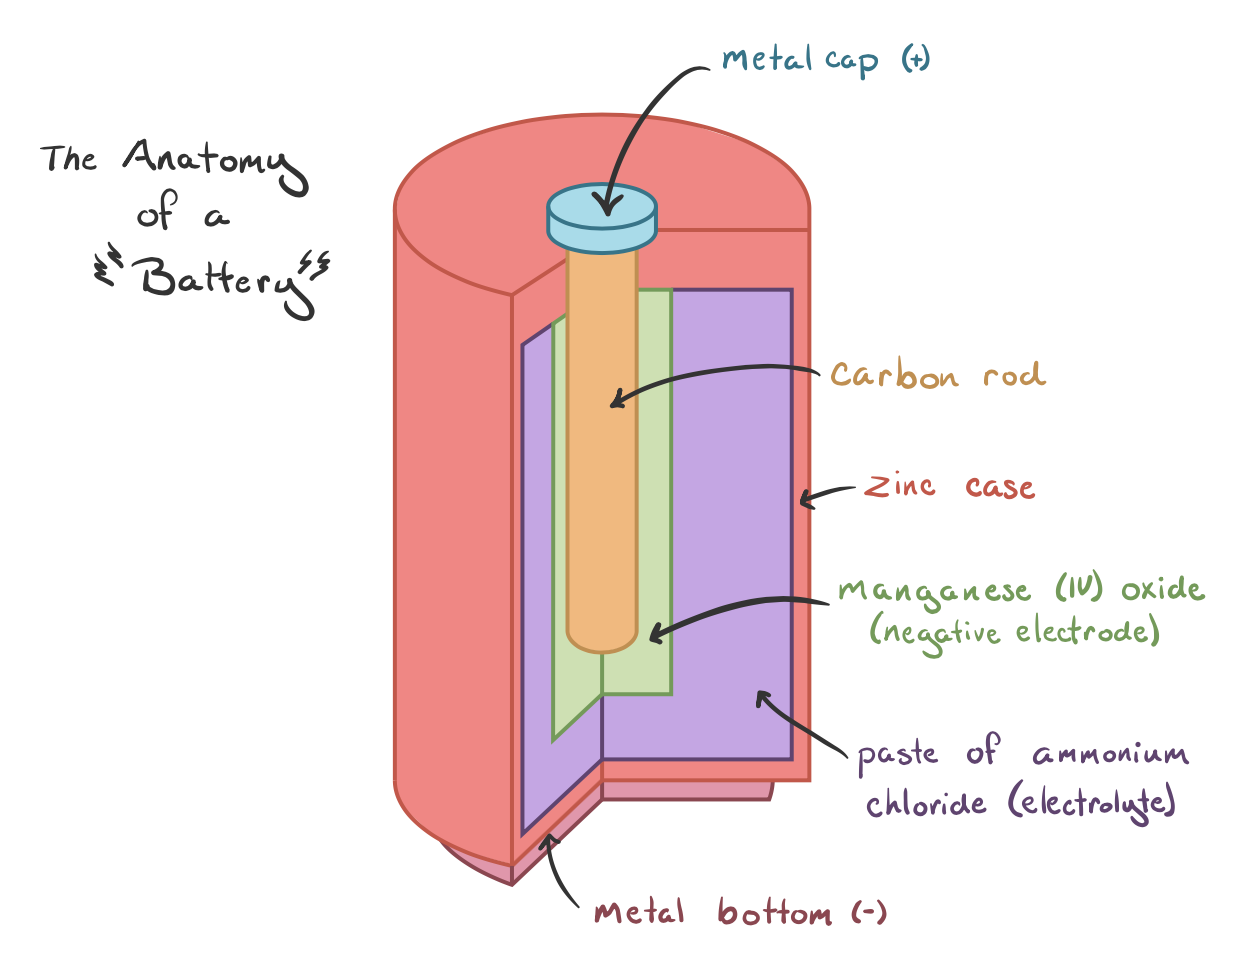 The Anatomy
of a
Battery
metal cap (+)
carbon rod
zinc case
manganese (IV) oxide
(negative electrode)
paste of ammonium
chloride (electrolyte)
metal bottom (-)